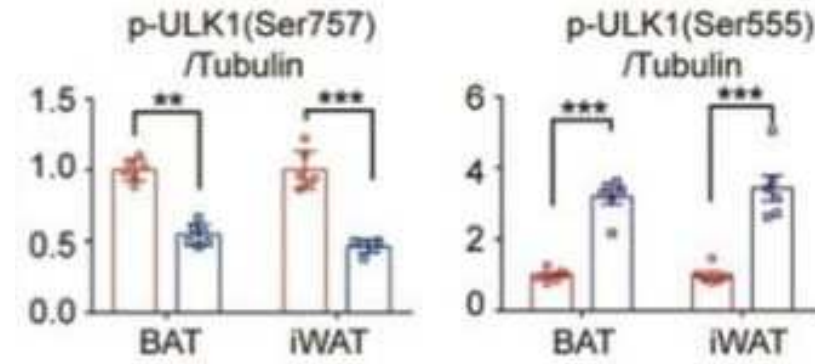 p-ULK1(Ser757)
/Tubulin
1.5
1.0
0.5
0.0
**
***
BAT
iWAT
p-ULK1(Ser555)
/Tubulin
6
4
2
0
***
***
BAT
iWAT